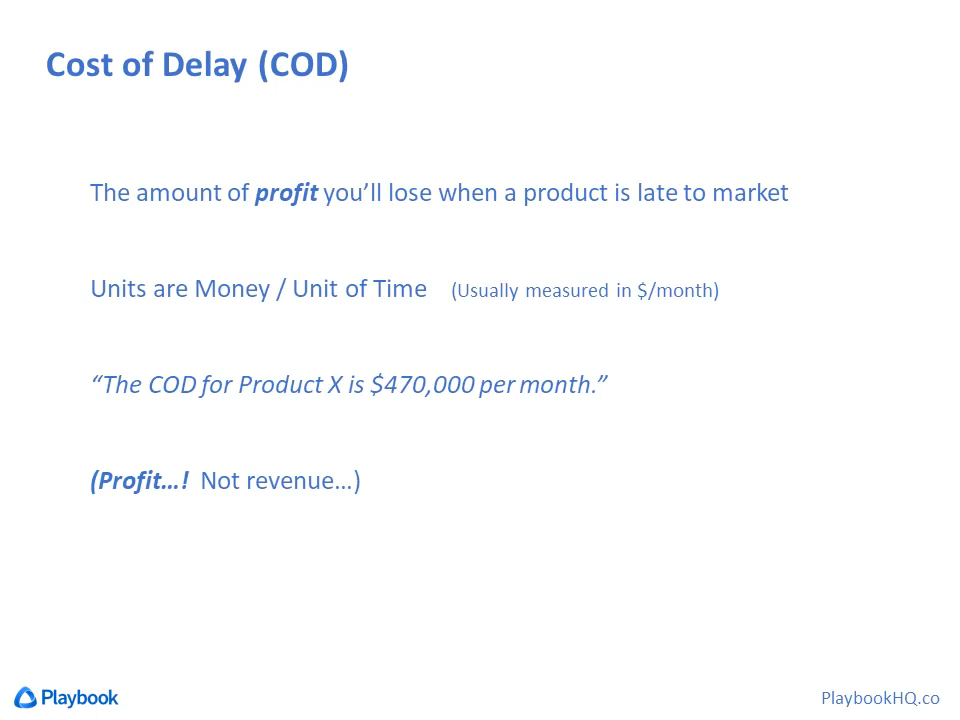 Cost of Delay (COD)
The amount of profit you’ll lose when a product is late to market
Units are Money / Unit of Time (Usually measured in $/month)
“The COD for Product X is $470,000 per month.”
(Profit…! Not revenue…)
Playbook
PlaybookHQ.co